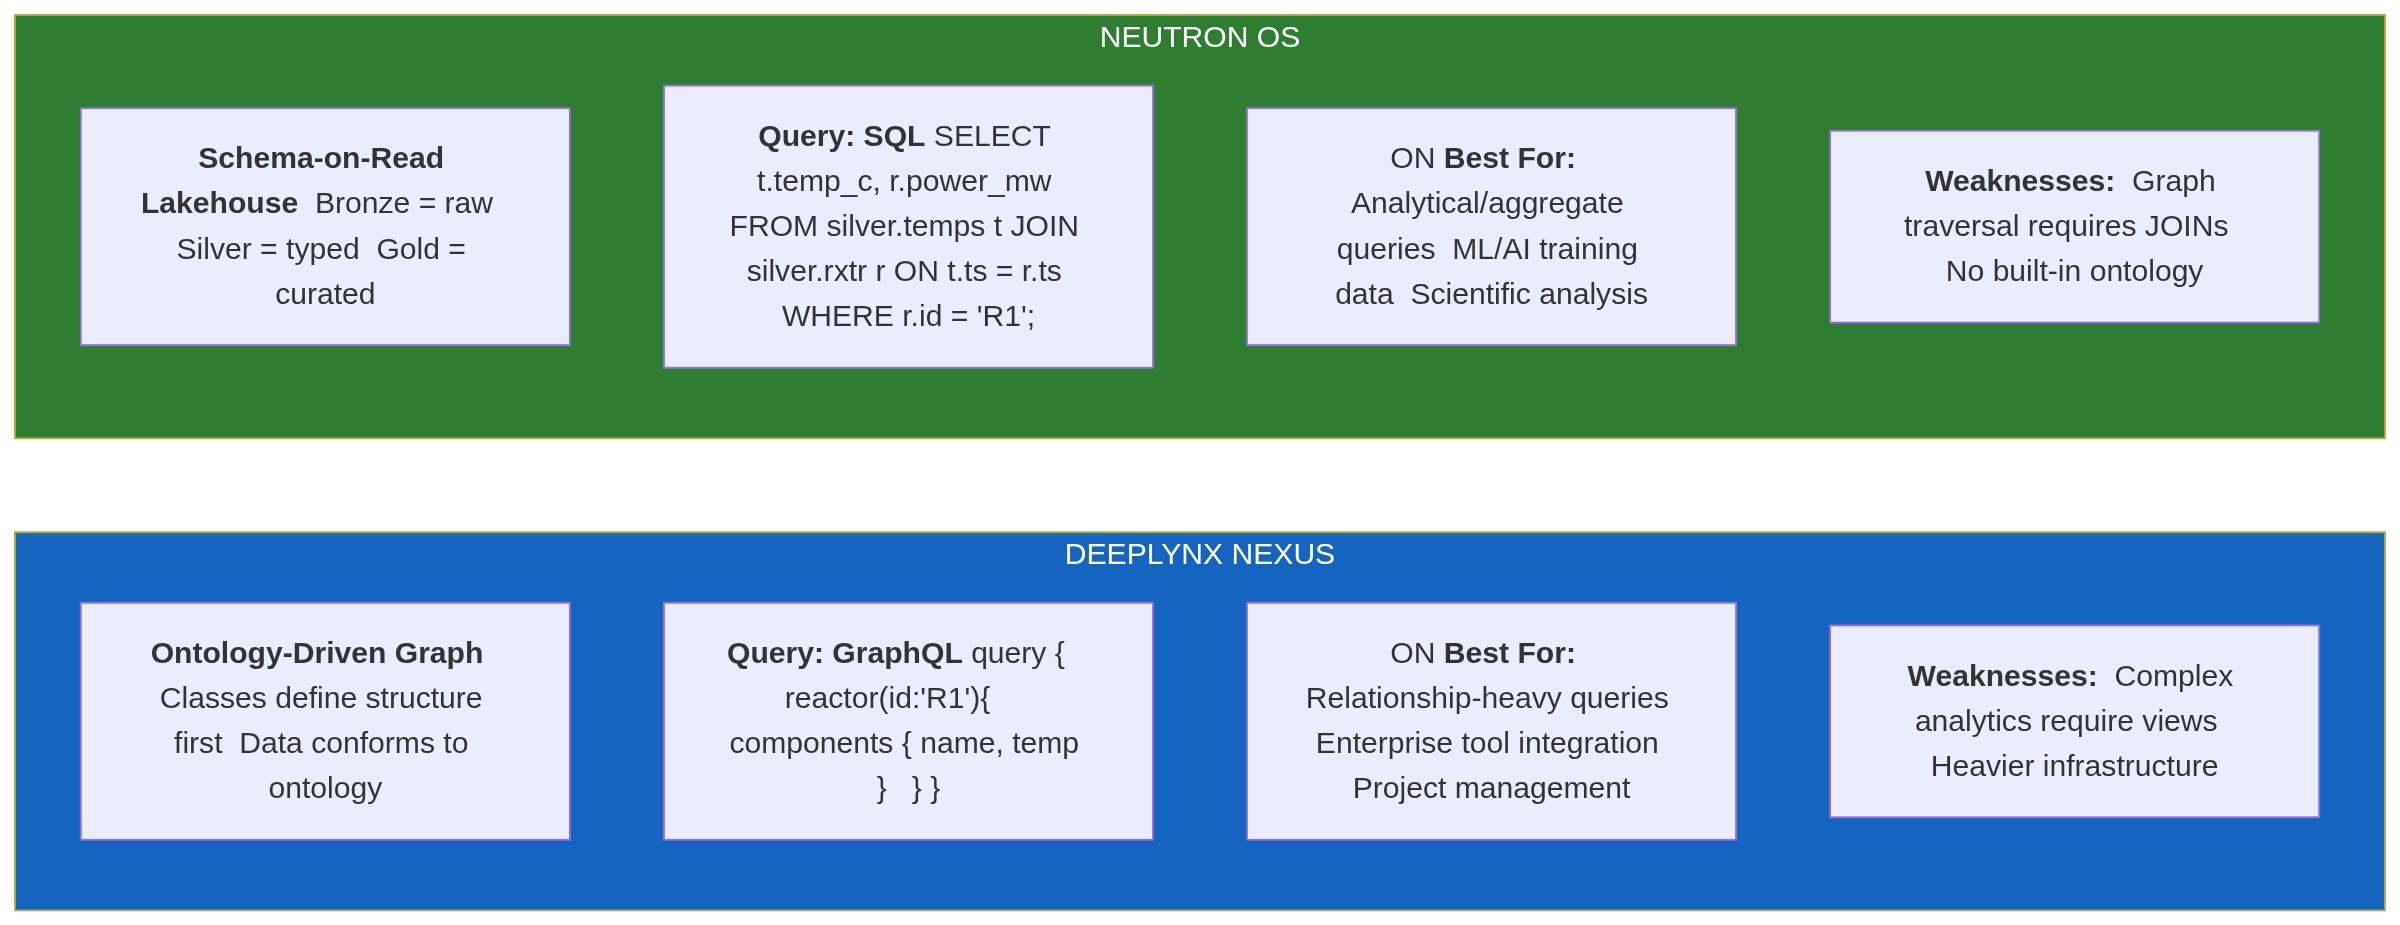 NEUTRON OS
Schema-on-Read
Lakehouse  Bronze = raw
Silver = typed  Gold =
curated
Query: SQL SELECT
t.temp_c, r.power_mw
FROM silver.temps t JOIN
silver.rxtr r ON t.ts = r.ts
WHERE r.id = 'R1';
ON Best For:
Analytical/aggregate
queries  ML/AI training
data  Scientific analysis
Weaknesses:  Graph
traversal requires JOINs
No built-in ontology
DEEPLYNX NEXUS
Ontology-Driven Graph
Classes define structure
first  Data conforms to
ontology
Query: GraphQL query {
reactor(id:'R1'){
components { name, temp
}   } }
ON Best For:
Relationship-heavy queries
Enterprise tool integration
Project management
Weaknesses:  Complex
analytics require views
Heavier infrastructure